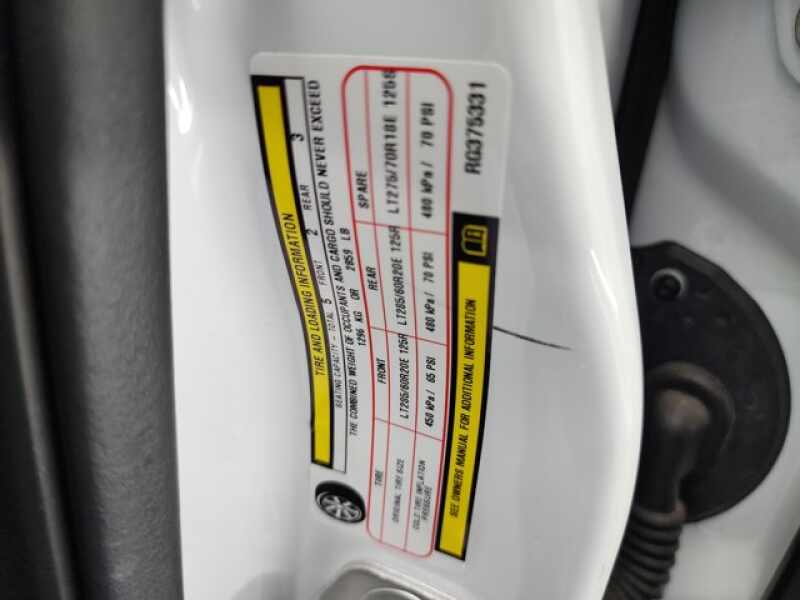 TIRE AND LOADING INFORMATION
SEATING CAPACITY - TOTAL 5 FRONT 2 REAR 3
THE COMBINED WEIGHT OF OCCUPANTS AND CARGO SHOULD NEVER EXCEED
1296 KG OR 2859 LB
TIRE FRONT REAR SPARE
ORIGINAL TIRE SIZE LT285/60R20E 125R LT285/60R20E 125R LT275/70R18E 125S
COLD TIRE INFLATION PRESSURE 450 kPa/ 65 PSI 480 kPa/ 70 PSI 480 kPa/ 70 PSI
SEE OWNERS MANUAL FOR ADDITIONAL INFORMATION
RG375331